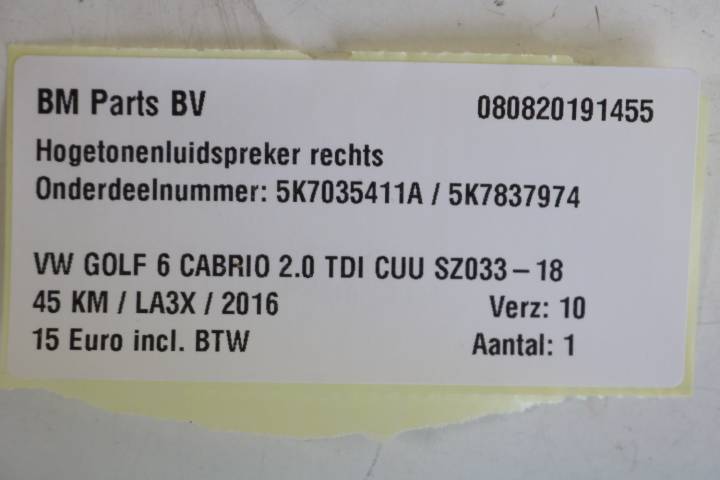 BM Parts BV 080820191455
Hogetonenluidspreker rechts
Onderdeelnummer: 5K7035411A / 5K7837974
VW GOLF 6 CABRIO 2.0 TDI CUU SZ033 – 18
45 KM / LA3X / 2016 Verz: 10
15 Euro incl. BTW Aantal: 1